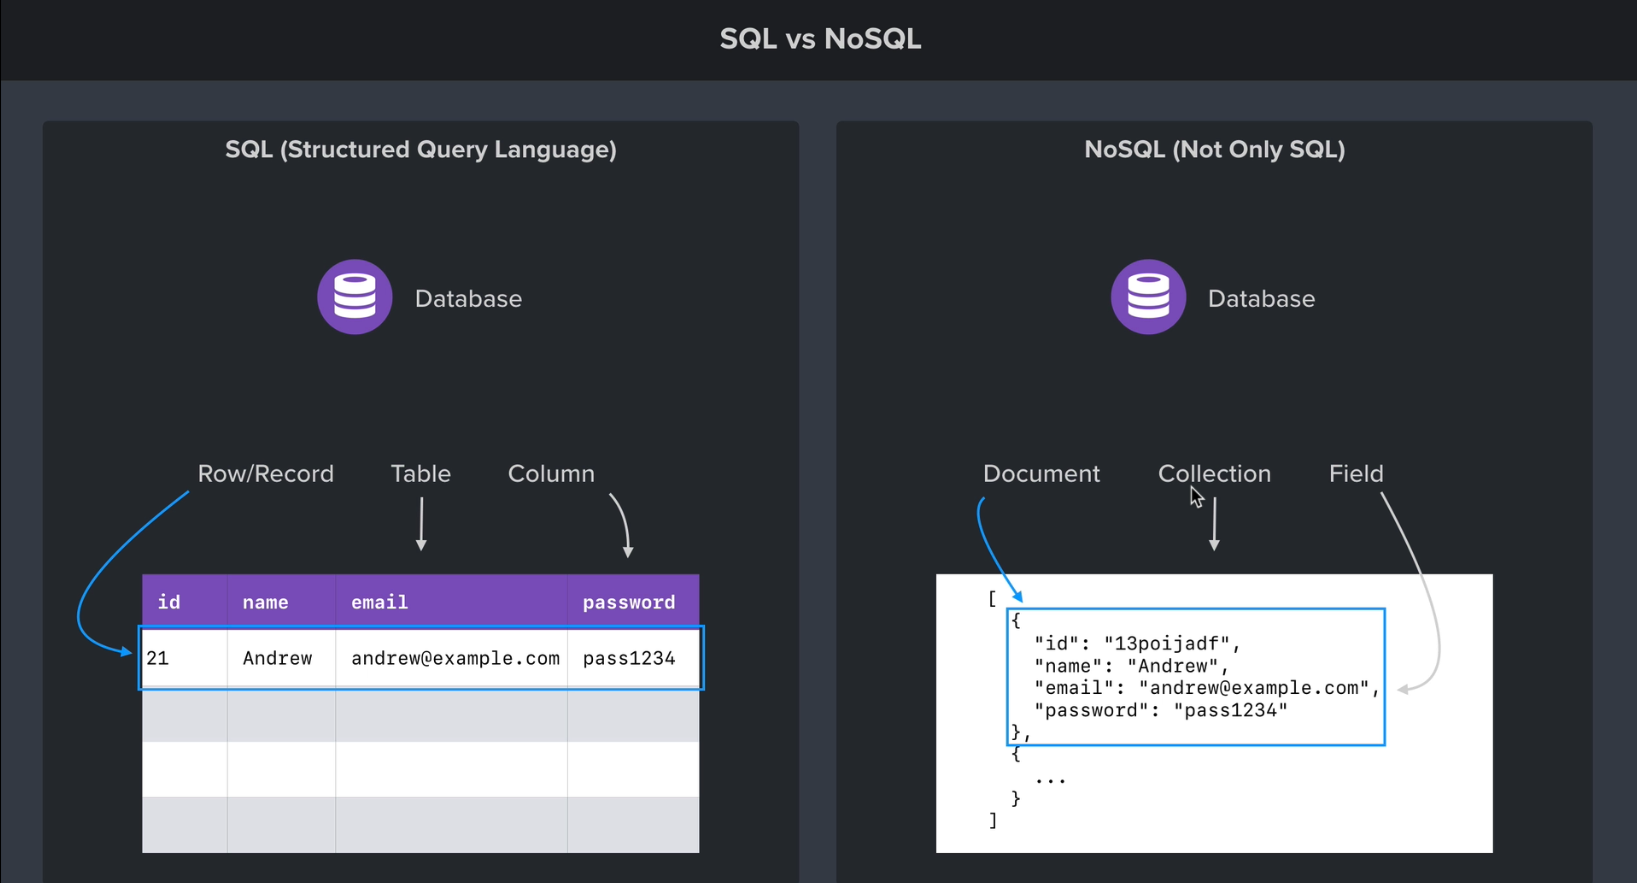 SQL vs NoSQL
SQL (Structured Query Language)
Database
Row/Record Table Column
id name email password
21 Andrew andrew@example.com pass1234
NoSQL (Not Only SQL)
Database
Document Collection Field
[
{
"id": "13poijadf",
"name": "Andrew",
"email": "andrew@example.com",
"password": "pass1234"
},
{
...
}
]